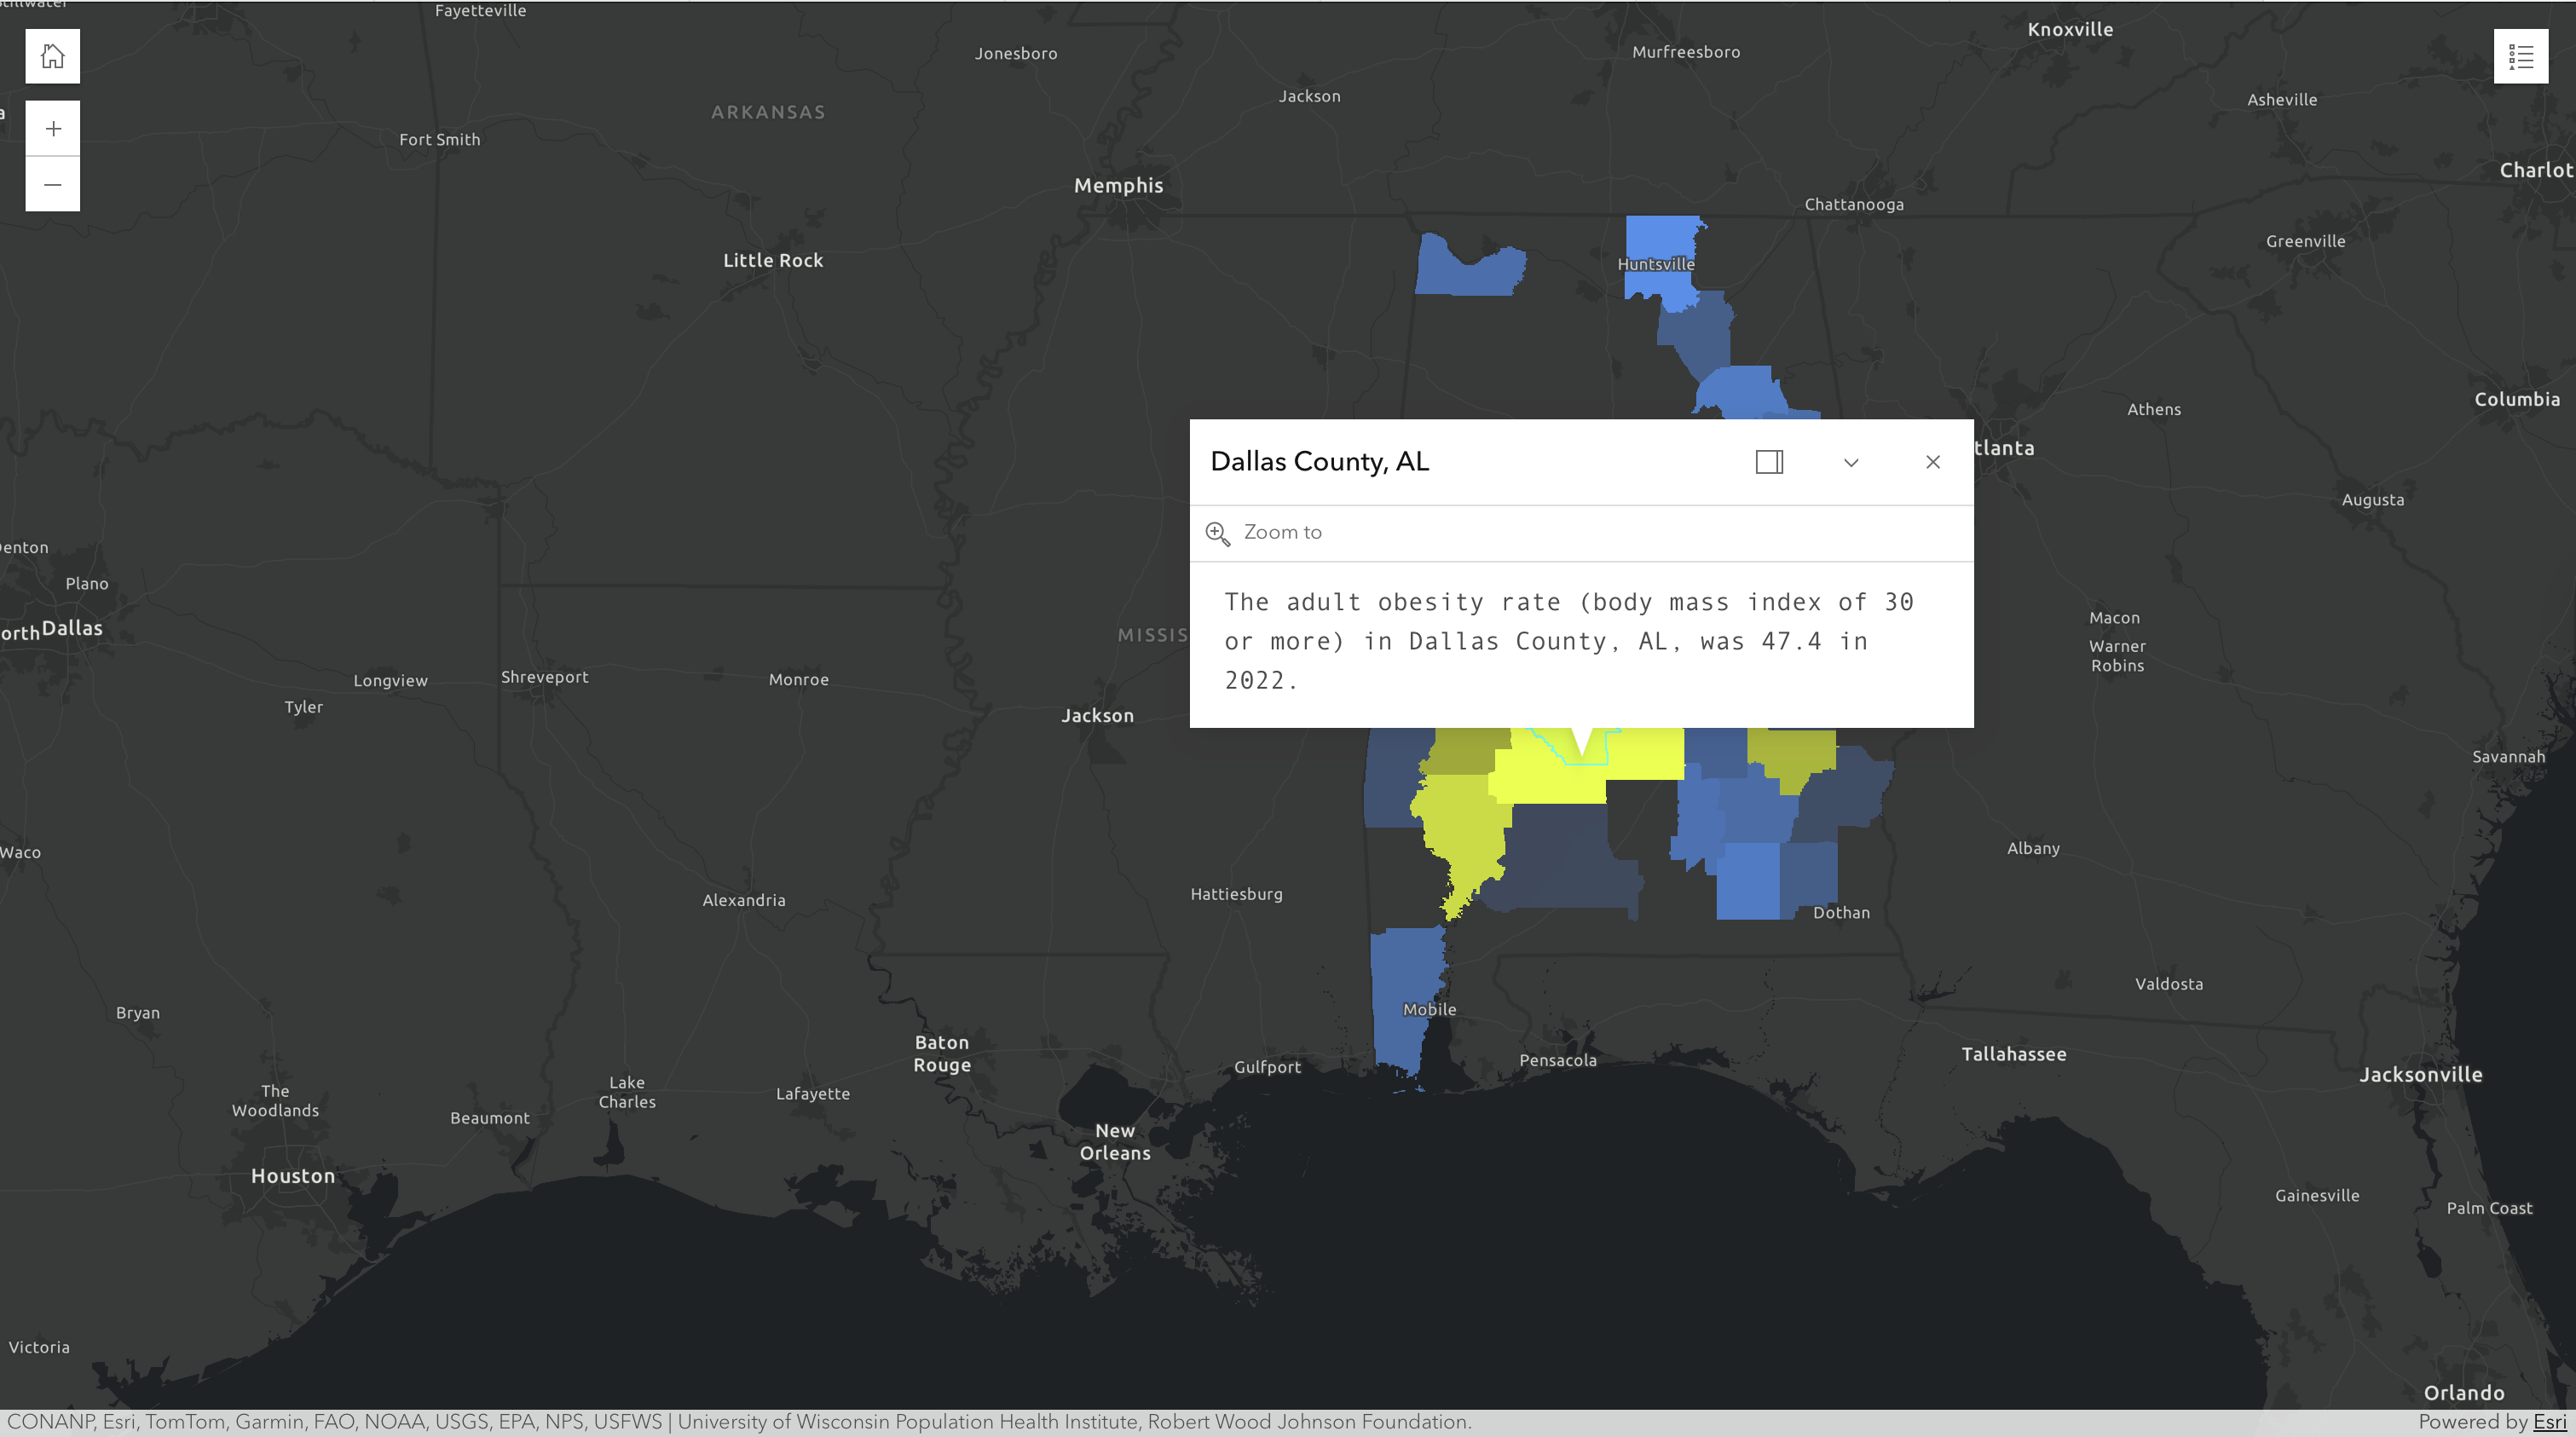 Fayetteville
Knoxville
Jonesboro
Murfreesboro
Jackson
Asheville
ARKANSAS
Fort Smith
Charlot
Memphis
Chattanooga
Greenville
Little Rock
Huntsville
Columbia
Athens
tlanta
Dallas County, AL
Augusta
Zoom to
enton
Plano
The adult obesity rate (body mass index of 30
or more) in Dallas County, AL, was 47.4 in
2022.
Macon
orth Dallas
MISSIS
Warner
Robins
Longview
Shreveport
Monroe
Tyler
Jackson
Savannah
Waco
Albany
Hattiesburg
Alexandria
Dothan
Valdosta
Bryan
Mobile
Baton
Rouge
Gulfport
Pensacola
Tallahassee
Jacksonville
The
Woodlands
Lake
Charles
Lafayette
Beaumont
New
Orleans
Houston
Gainesville
Palm Coast
Victoria
Orlando
CONANP, Esri, TomTom, Garmin, FAO, NOAA, USGS, EPA, NPS, USFWS | University of Wisconsin Population Health Institute, Robert Wood Johnson Foundation.
Powered by Esri